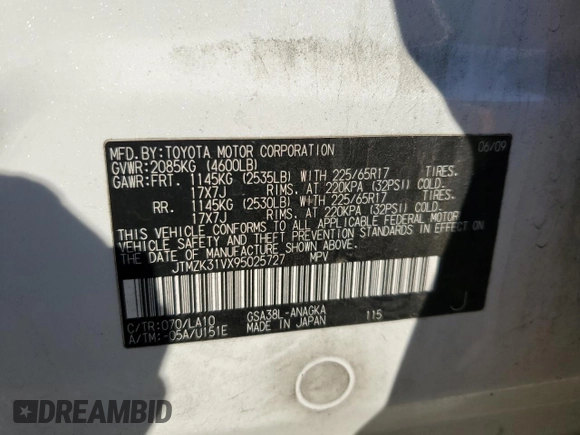 MFD.BY:TOYOTA MOTOR CORPORATION 06/09
GVWR:2085KG (4600LB)
GAWR:FRT. 1145KG (2535LB) WITH 225/65R17 TIRES.
17X7J RIMS. AT 220KPA (32PSI) COLD.
RR. 1145KG (2530LB) WITH 225/65R17 TIRES.
17X7J RIMS. AT 220KPA (32PSI) COLD.
THIS VEHICLE CONFORMS TO ALL APPLICABLE FEDERAL MOTOR
VEHICLE SAFETY AND BUMPER STANDARDS IN EFFECT ON
THE DATE OF MANUFACTURE SHOWN ABOVE.
JTMZK31VX95025727 MPV
C/TR:070/LA10 GSA38L-ANAGKA 115 J
A/TM:-05A/U151E MADE IN JAPAN
DREAMBID